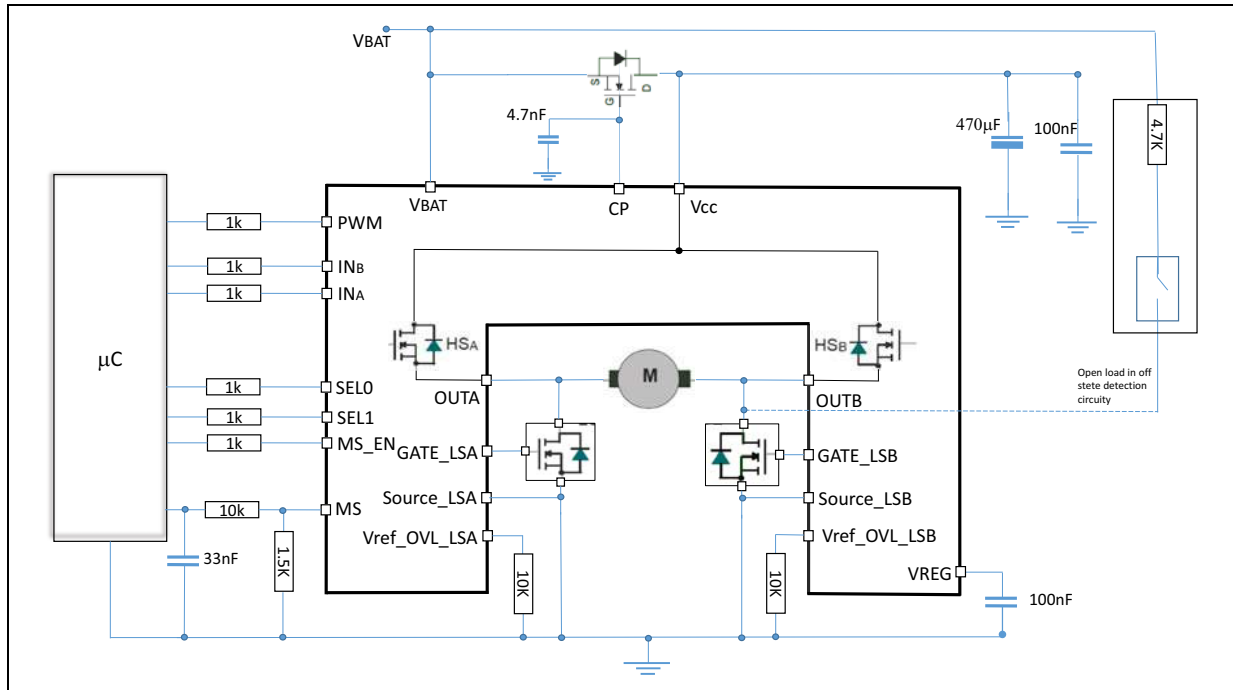 VBAT
S
G
D
4.7nF
470µF
100nF
4.7K
VBAT
CP
Vcc
1k
PWM
1k
INB
1k
INA
µC
HSA
HSB
M
Open load in off
stete detection
circuity
1k
SEL0
OUTA
OUTB
1k
SEL1
1k
MS_EN
GATE_LSA
GATE_LSB
Source_LSA
Source_LSB
10k
MS
Vref_OVL_LSA
Vref_OVL_LSB
33nF
1.5K
10K
10K
VREG
100nF